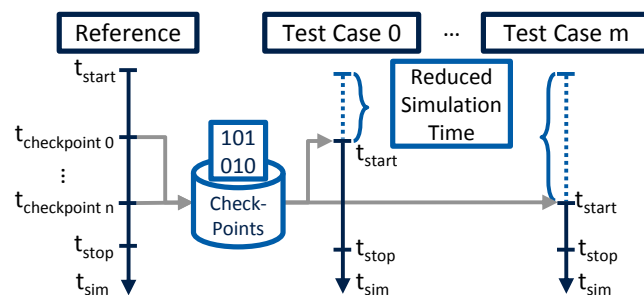 Reference
Test Case 0
...
Test Case m
t_start
t_checkpoint 0
⋮
t_checkpoint n
t_stop
t_sim
101
010
Check-
Points
Reduced
Simulation
Time
t_start
t_stop
t_sim
t_start
t_stop
t_sim